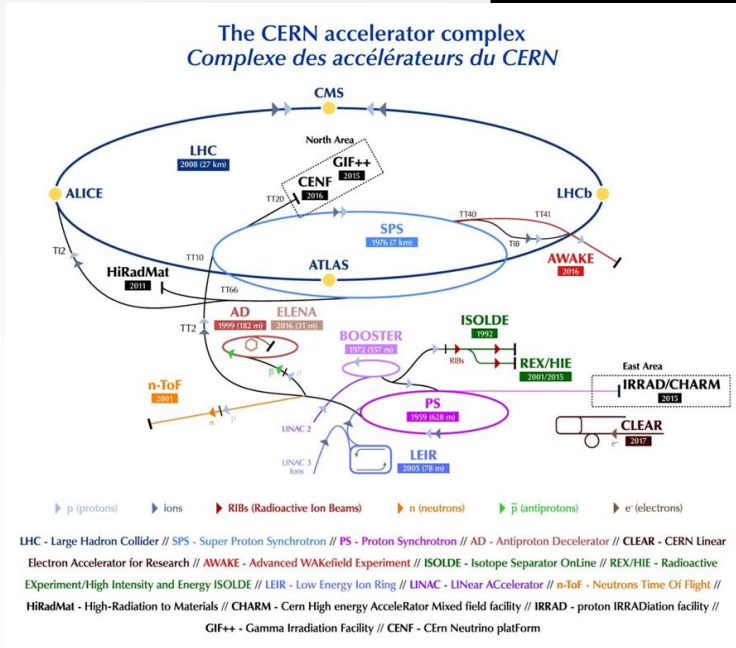 The CERN accelerator complex
Complexe des accélérateurs du CERN
CMS
North Area
LHC
2008 (27 km)
GIF++
2015
CENF
2016
ALICE
LHCb
TT20
TT40
TT41
SPS
1976 (7 km)
TI8
TI2
TT10
ATLAS
AWAKE
2016
HiRadMat
2011
TT66
AD
1999 (182 m)
ELENA
2016 (31 m)
TT2
BOOSTER
1972 (157 m)
ISOLDE
1992
p
p
RIBs
REX/HIE
2001/2015
East Area
n-ToF
2001
IRRAD/CHARM
2015
PS
1959 (628 m)
n
p
LINAC 2
CLEAR
2017
e-
LINAC 3
Ions
LEIR
2005 (78 m)
p (protons)
ions
RIBs (Radioactive Ion Beams)
n (neutrons)
p̅ (antiprotons)
e- (electrons)
LHC - Large Hadron Collider // SPS - Super Proton Synchrotron // PS - Proton Synchrotron // AD - Antiproton Decelerator // CLEAR - CERN Linear
Electron Accelerator for Research // AWAKE - Advanced WAKefield Experiment // ISOLDE - Isotope Separator OnLine // REX/HIE - Radioactive
EXperiment/High Intensity and Energy ISOLDE // LEIR - Low Energy Ion Ring // LINAC - LINear ACcelerator // n-ToF - Neutrons Time Of Flight //
HiRadMat - High-Radiation to Materials // CHARM - Cern High energy AcceleRator Mixed field facility // IRRAD - proton IRRADiation facility //
GIF++ - Gamma Irradiation Facility // CENF - CErn Neutrino platForm